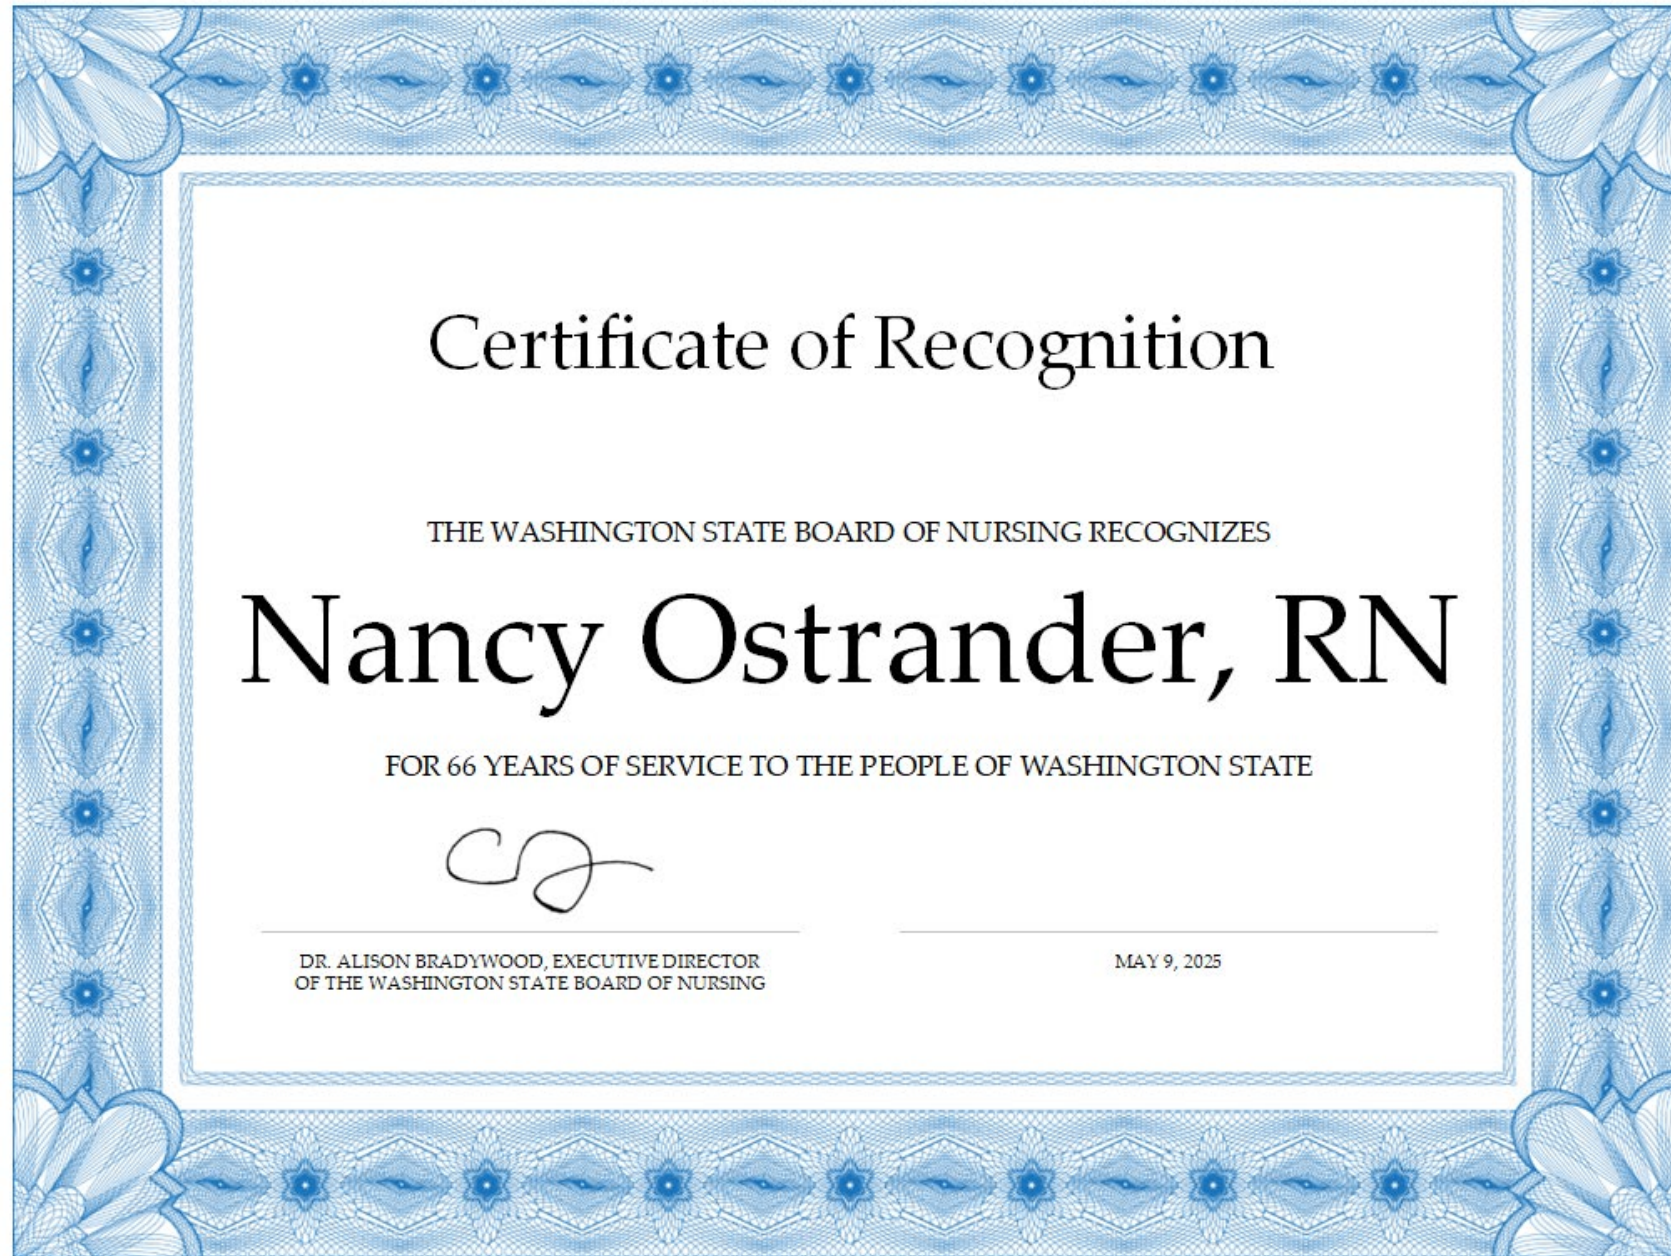 Certificate of Recognition
THE WASHINGTON STATE BOARD OF NURSING RECOGNIZES
Nancy Ostrander, RN
FOR 66 YEARS OF SERVICE TO THE PEOPLE OF WASHINGTON STATE
DR. ALISON BRADYWOOD, EXECUTIVE DIRECTOR
OF THE WASHINGTON STATE BOARD OF NURSING
MAY 9, 2025